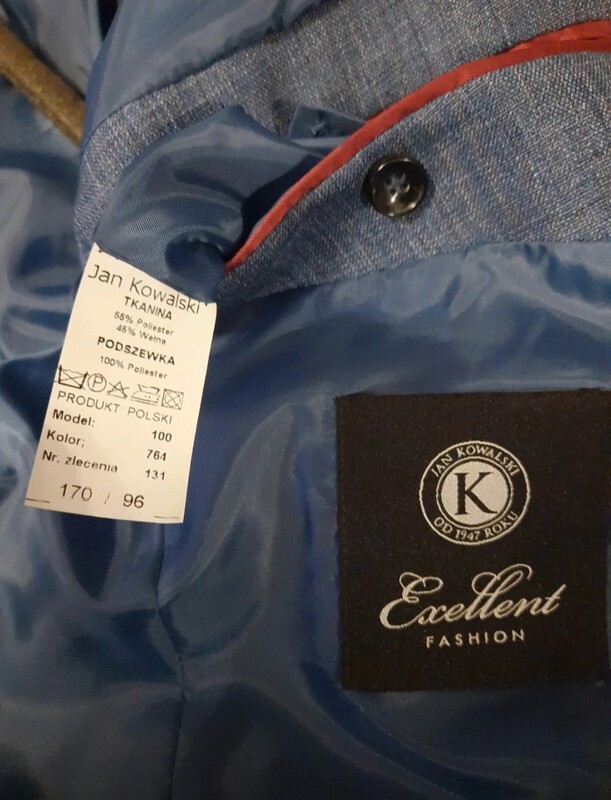 Jan Kowalski
TKANINA
55% Poliester
45% Wełna
PODSZEWKA
100% Poliester
P
PRODUKT POLSKI
Model: 100
Kolor: 764
Nr. zlecenia 131
170 / 96
JAN KOWALSKI
K
OD 1947 ROKU
Exellent
FASHION